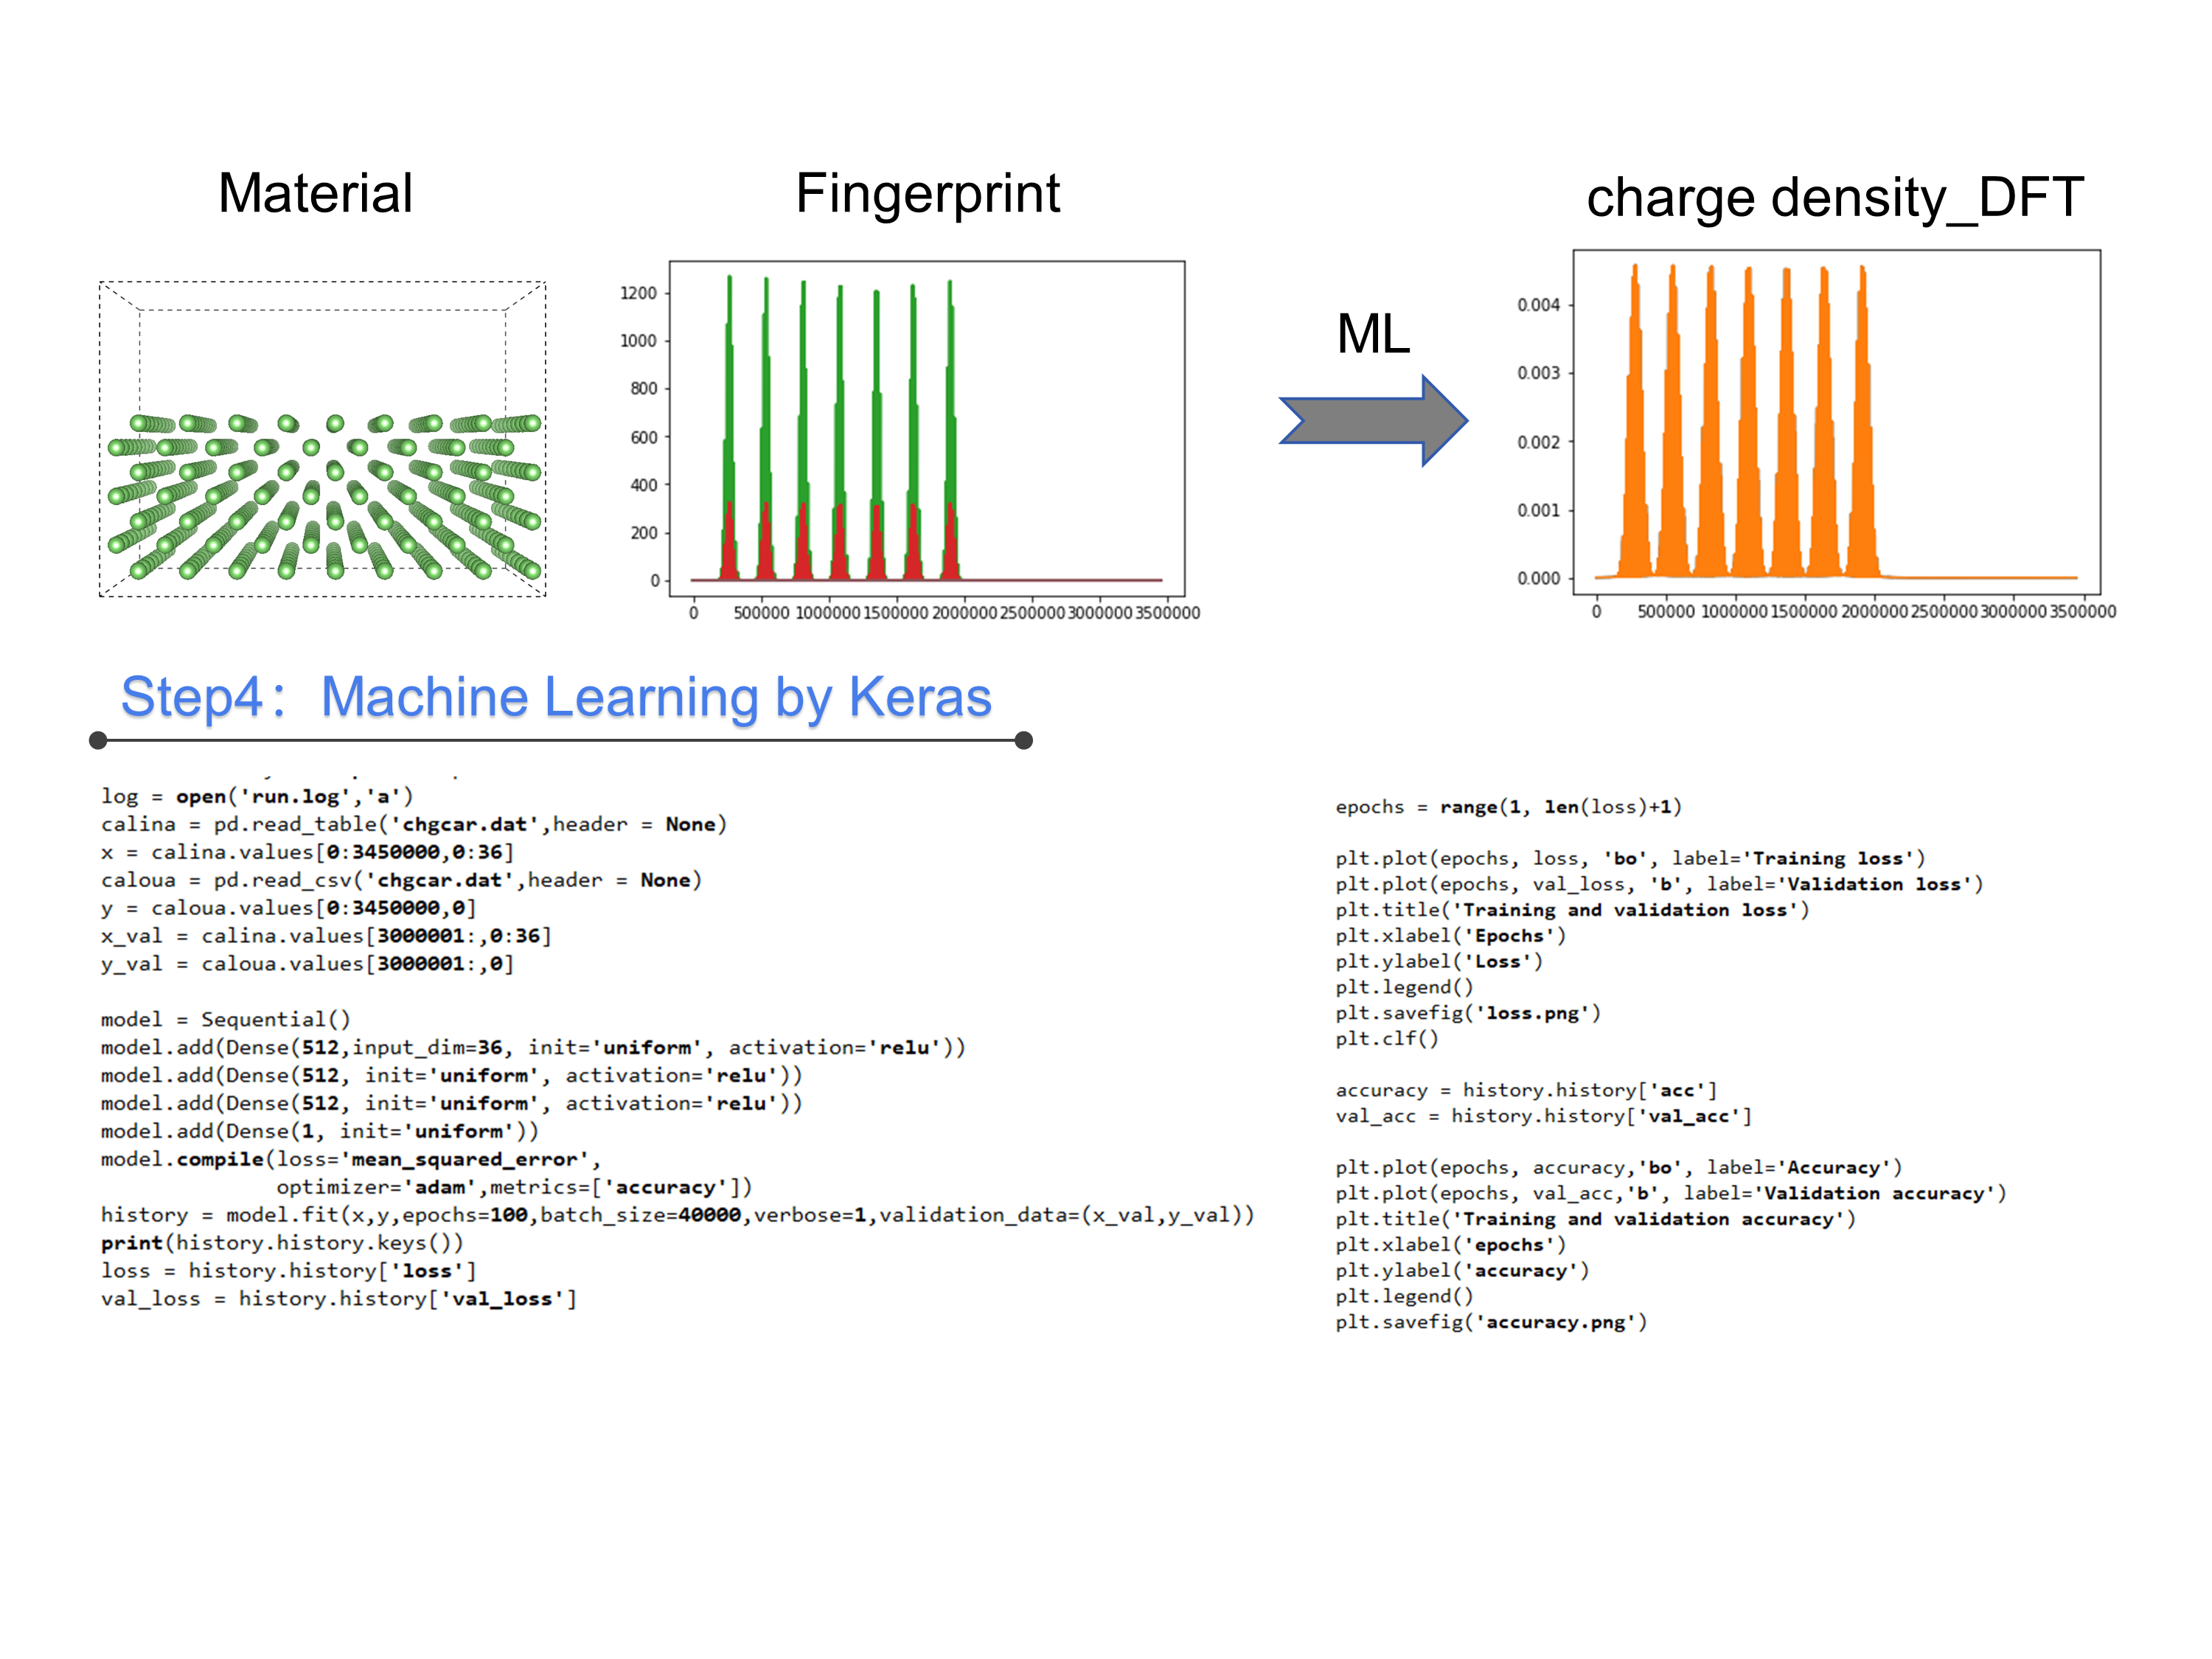 Material
Fingerprint
charge density_DFT
ML
1200
1000
800
600
400
200
0
0 500000 1000000 1500000 2000000 2500000 3000000 3500000
0.004
0.003
0.002
0.001
0.000
0 500000 1000000 1500000 2000000 2500000 3000000 3500000
Step4： Machine Learning by Keras
log = open('run.log','a')
calina = pd.read_table('chgcar.dat',header = None)
x = calina.values[0:3450000,0:36]
caloua = pd.read_csv('chgcar.dat',header = None)
y = caloua.values[0:3450000,0]
x_val = calina.values[3000001:,0:36]
y_val = caloua.values[3000001:,0]
model = Sequential()
model.add(Dense(512,input_dim=36, init='uniform', activation='relu'))
model.add(Dense(512, init='uniform', activation='relu'))
model.add(Dense(512, init='uniform', activation='relu'))
model.add(Dense(1, init='uniform'))
model.compile(loss='mean_squared_error',
optimizer='adam',metrics=['accuracy'])
history = model.fit(x,y,epochs=100,batch_size=40000,verbose=1,validation_data=(x_val,y_val))
print(history.history.keys())
loss = history.history['loss']
val_loss = history.history['val_loss']
epochs = range(1, len(loss)+1)
plt.plot(epochs, loss, 'bo', label='Training loss')
plt.plot(epochs, val_loss, 'b', label='Validation loss')
plt.title('Training and validation loss')
plt.xlabel('Epochs')
plt.ylabel('Loss')
plt.legend()
plt.savefig('loss.png')
plt.clf()
accuracy = history.history['acc']
val_acc = history.history['val_acc']
plt.plot(epochs, accuracy,'bo', label='Accuracy')
plt.plot(epochs, val_acc,'b', label='Validation accuracy')
plt.title('Training and validation accuracy')
plt.xlabel('epochs')
plt.ylabel('accuracy')
plt.legend()
plt.savefig('accuracy.png')